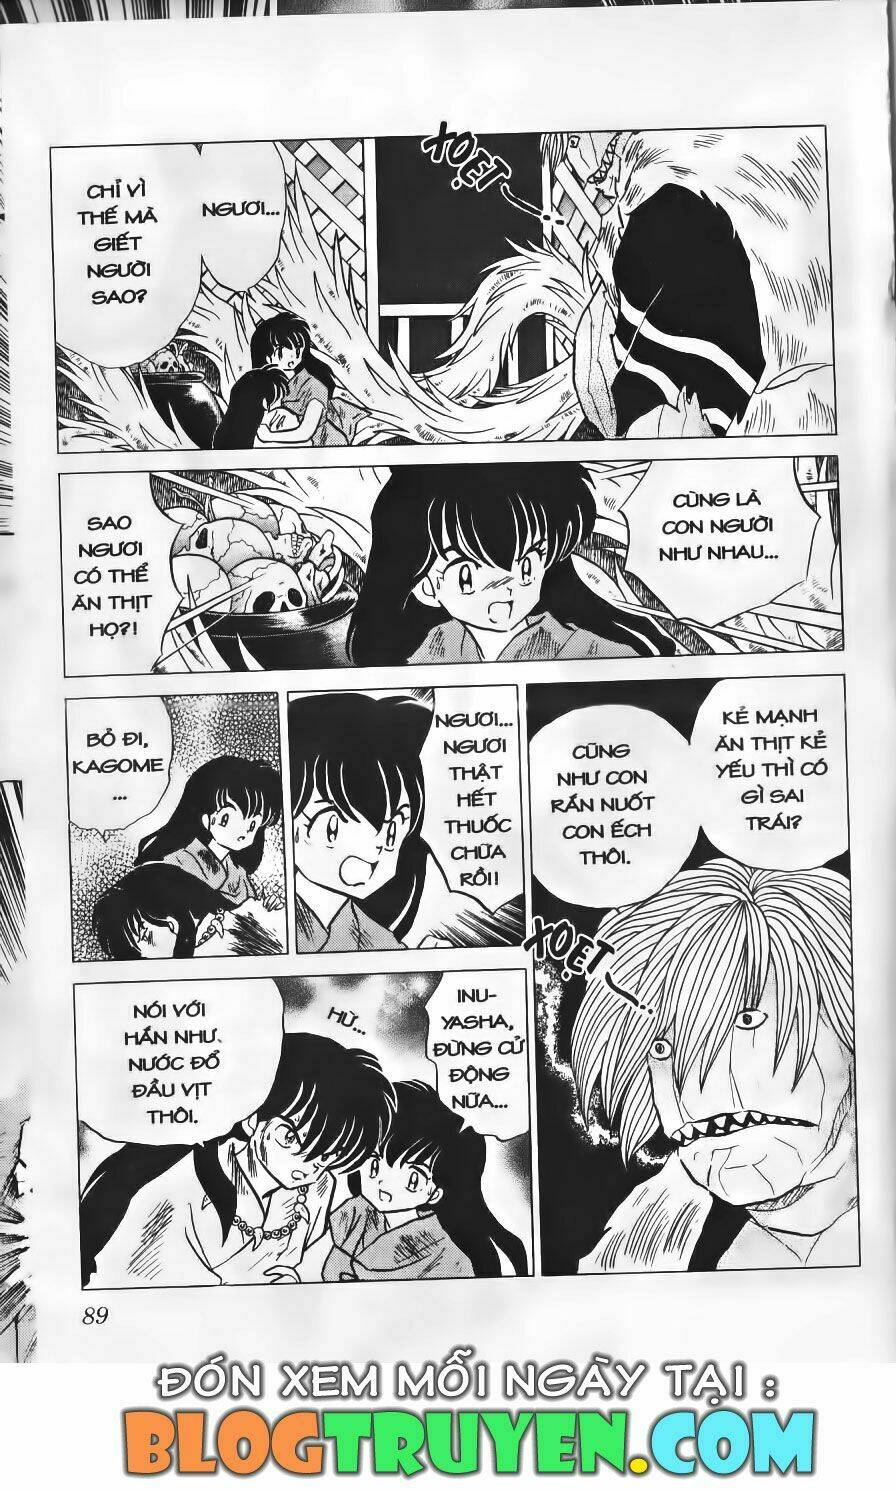 XOẸT
NGƯƠI...
CHỈ VÌ
THẾ MÀ
GIẾT
NGƯỜI
SAO?
CÙNG LÀ
CON NGƯỜI
NHƯ NHAU...
SAO
NGƯƠI
CÓ THỂ
ĂN THỊT
HỌ?!
KẺ MẠNH
ĂN THỊT KẺ
YẾU THÌ CÓ
GÌ SAI
TRÁI?
CŨNG
NHƯ CON
RẮN NUỐT
CON ẾCH
THÔI.
XOẸT
NGƯƠI...
NGƯƠI
THẬT
HẾT
THUỐC
CHỮA
RỒI!
BỎ ĐI,
KAGOME
...
INU-
YASHA,
ĐỪNG CỬ
ĐỘNG
NỮA...
HỪ...
NÓI VỚI
HẮN NHƯ
NƯỚC ĐỔ
ĐẦU VỊT
THÔI.
89
ĐÓN XEM MỖI NGÀY TẠI :
BLOGTRUYEN.COM